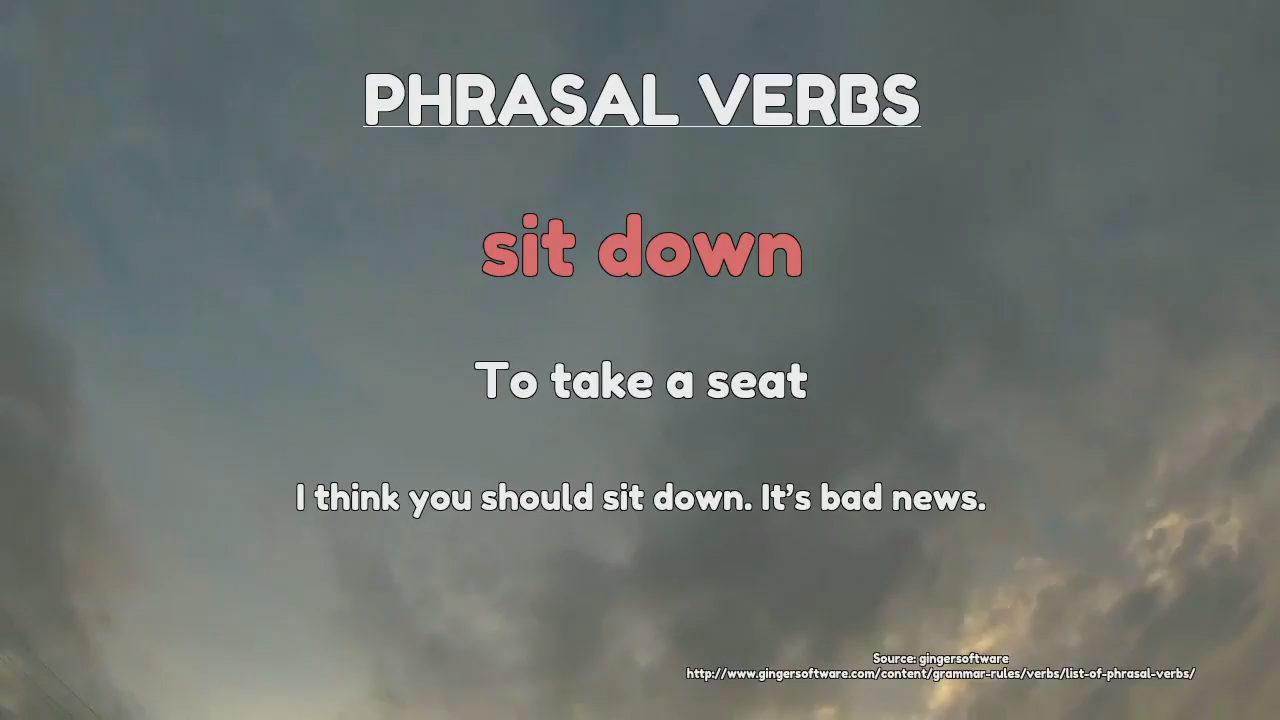 PHRASAL VERBS
sit down
To take a seat
I think you should sit down. It’s bad news.
Source: gingersoftware
http://www.gingersoftware.com/content/grammar-rules/verbs/list-of-phrasal-verbs/